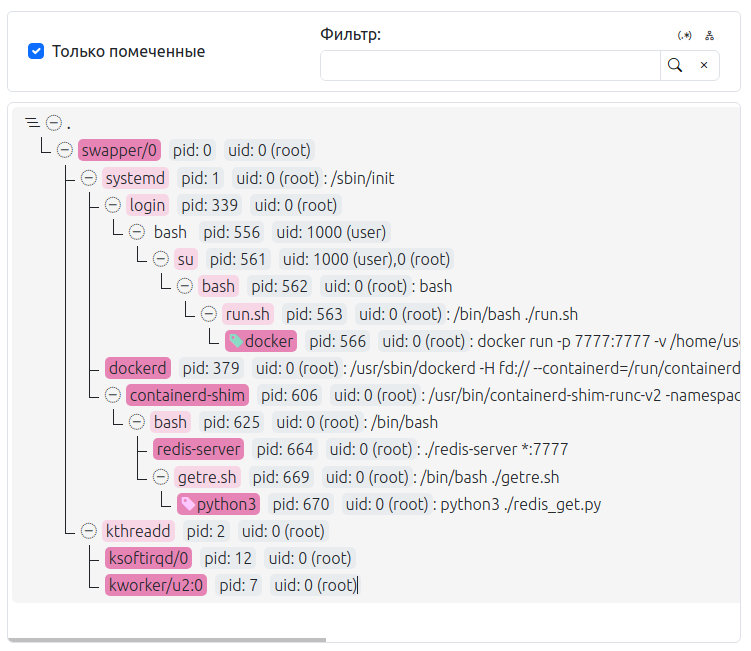 Только помеченные
Фильтр:
(.*)
×
.
swapper/0 pid: 0 uid: 0 (root)
systemd pid: 1 uid: 0 (root) : /sbin/init
login pid: 339 uid: 0 (root)
bash pid: 556 uid: 1000 (user)
su pid: 561 uid: 1000 (user),0 (root)
bash pid: 562 uid: 0 (root) : bash
run.sh pid: 563 uid: 0 (root) : /bin/bash ./run.sh
docker pid: 566 uid: 0 (root) : docker run -p 7777:7777 -v /home/use
dockerd pid: 379 uid: 0 (root) : /usr/sbin/dockerd -H fd:// --containerd=/run/containerd
containerd-shim pid: 606 uid: 0 (root) : /usr/bin/containerd-shim-runc-v2 -namespac
bash pid: 625 uid: 0 (root) : /bin/bash
redis-server pid: 664 uid: 0 (root) : ./redis-server *:7777
getre.sh pid: 669 uid: 0 (root) : /bin/bash ./getre.sh
python3 pid: 670 uid: 0 (root) : python3 ./redis_get.py
kthreadd pid: 2 uid: 0 (root)
ksoftirqd/0 pid: 12 uid: 0 (root)
kworker/u2:0 pid: 7 uid: 0 (root)